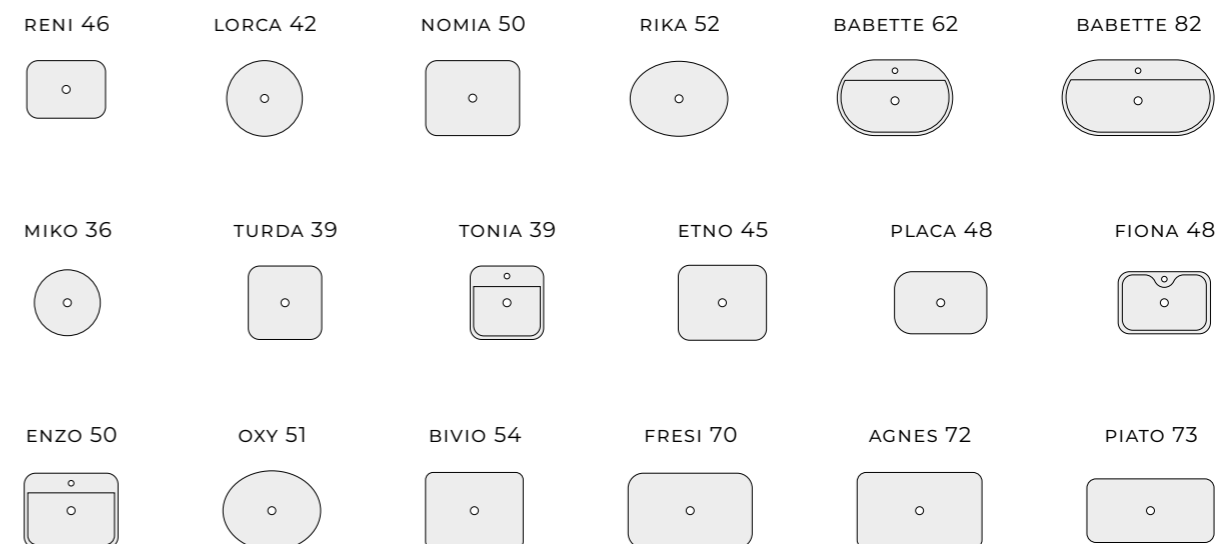 RENI 46 LORCA 42 NOMIA 50 RIKA 52 BABETTE 62 BABETTE 82
MIKO 36 TURDA 39 TONIA 39 ETNO 45 PLACA 48 FIONA 48
ENZO 50 OXY 51 BIVIO 54 FRESI 70 AGNES 72 PIATO 73